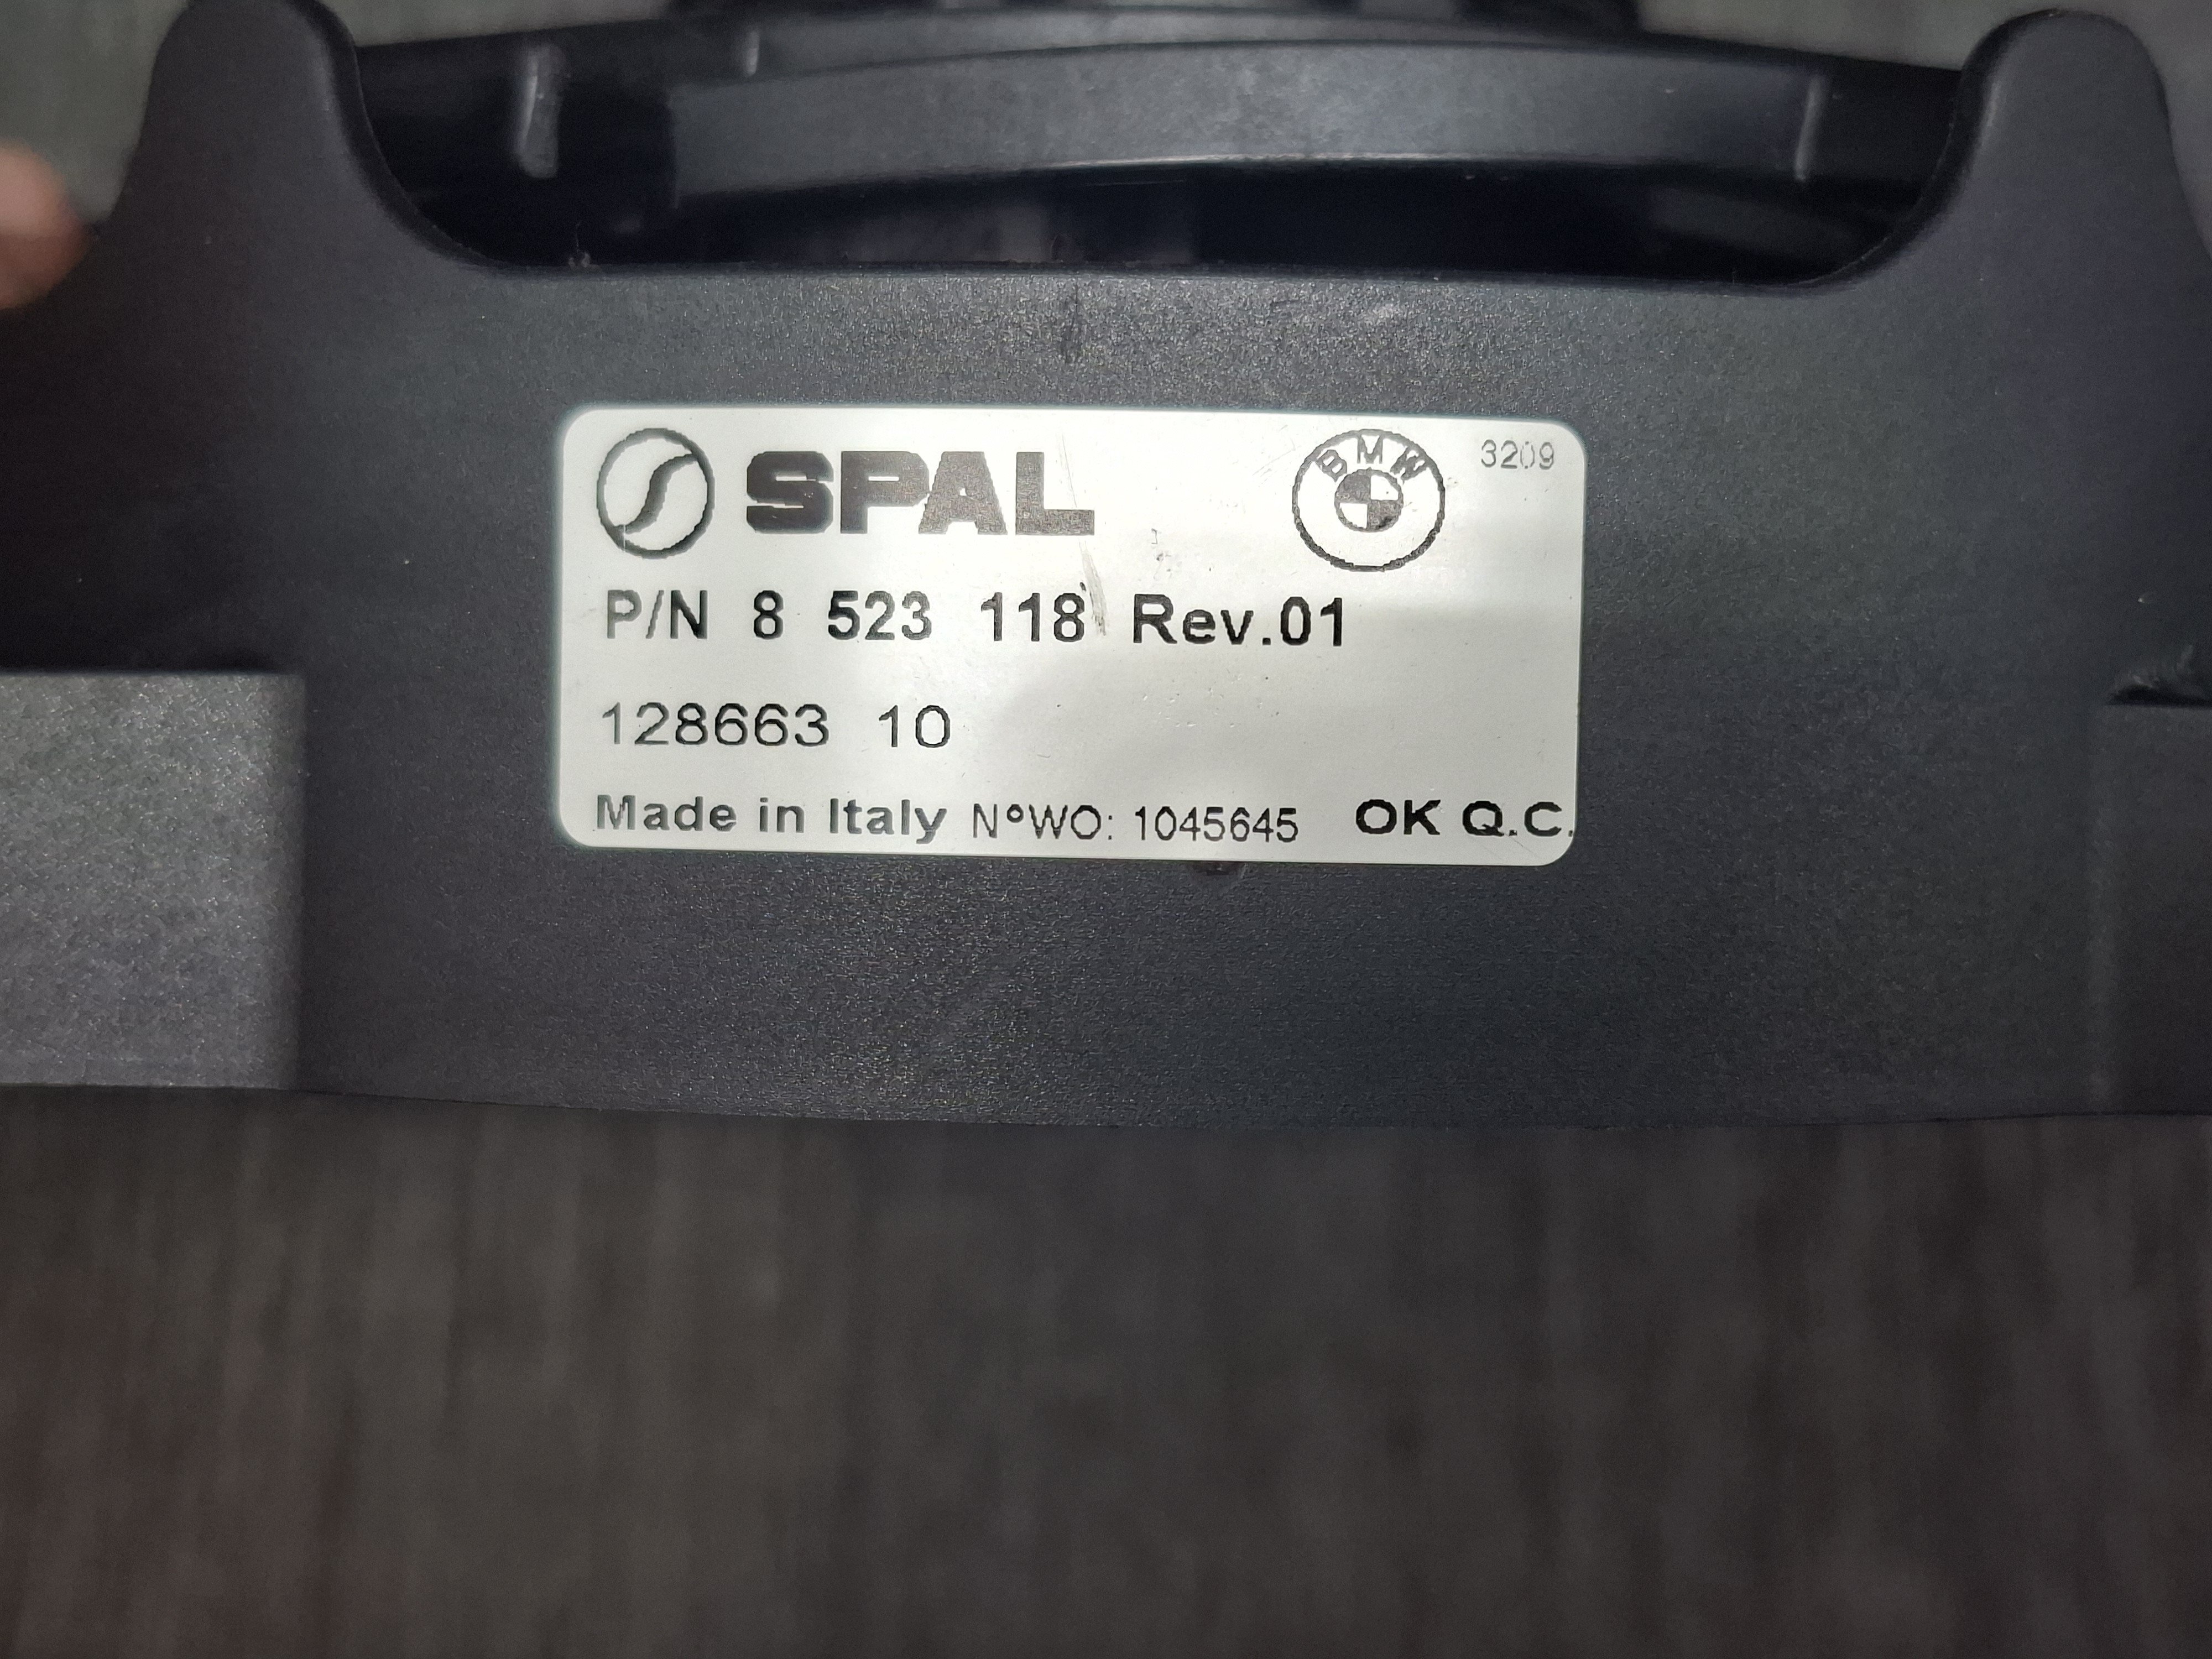 SPAL BMW 3209
P/N 8 523 118 Rev.01
128663 10
Made in Italy N°WO: 1045645 OK Q.C.